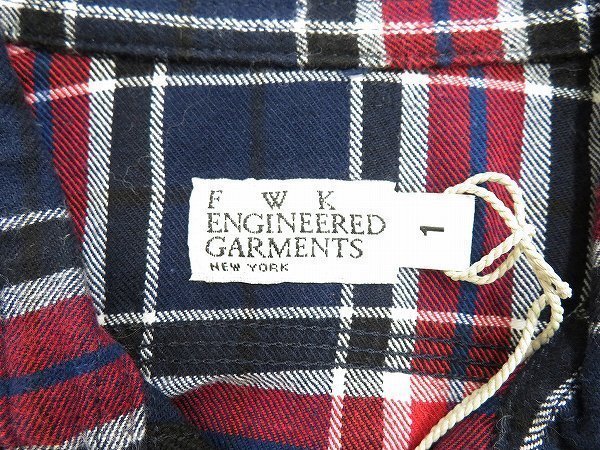 F W K
ENGINEERED
GARMENTS
NEW YORK
1